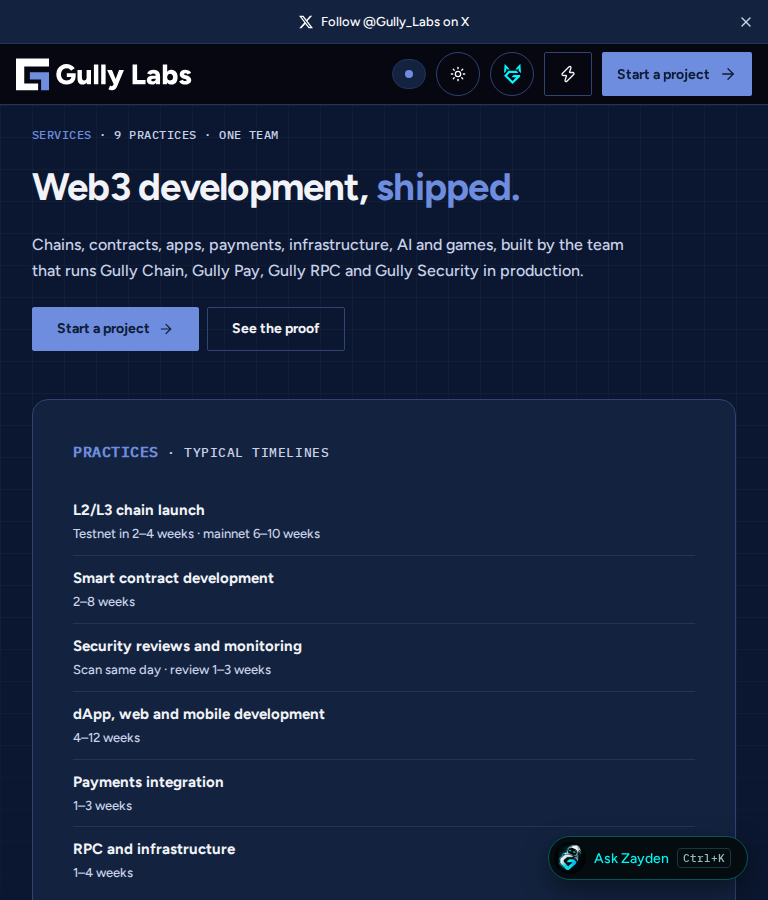 Follow @Gully_Labs on X
Gully Labs
Start a project
SERVICES · 9 PRACTICES · ONE TEAM
Web3 development, shipped.
Chains, contracts, apps, payments, infrastructure, AI and games, built by the team
that runs Gully Chain, Gully Pay, Gully RPC and Gully Security in production.
Start a project
See the proof
PRACTICES · TYPICAL TIMELINES
L2/L3 chain launch
Testnet in 2–4 weeks · mainnet 6–10 weeks
Smart contract development
2–8 weeks
Security reviews and monitoring
Scan same day · review 1–3 weeks
dApp, web and mobile development
4–12 weeks
Payments integration
1–3 weeks
RPC and infrastructure
1–4 weeks
Ask Zayden Ctrl+K